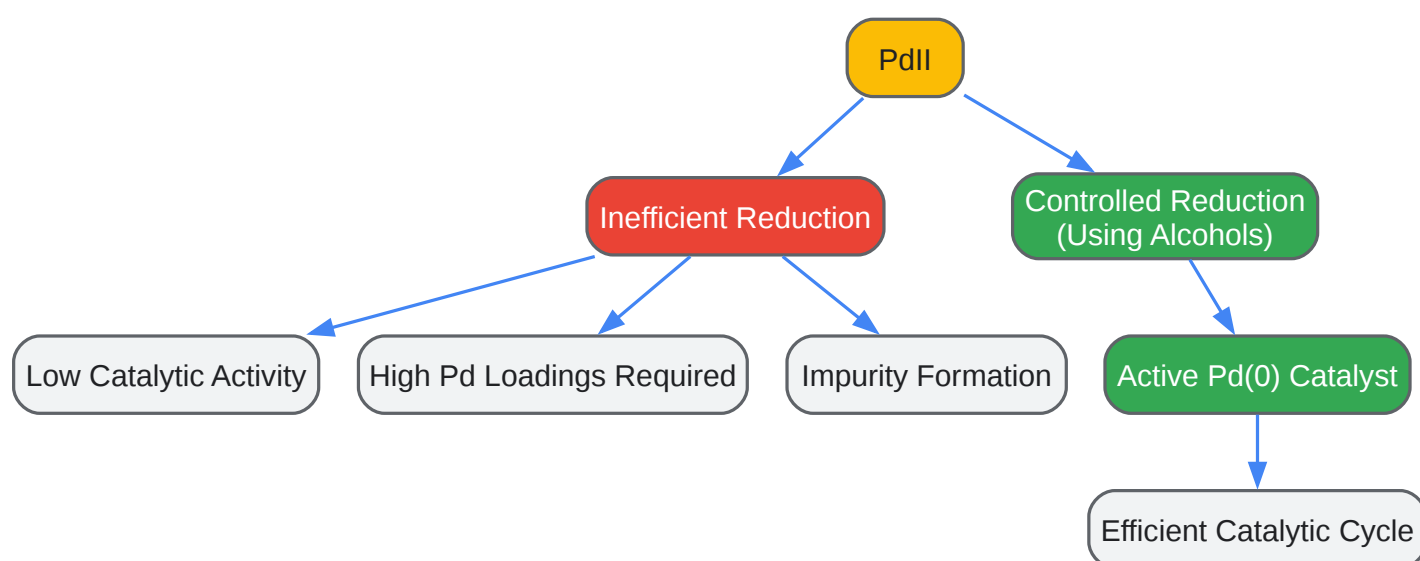 PdII
Inefficient Reduction
Controlled Reduction
(Using Alcohols)
Low Catalytic Activity
High Pd Loadings Required
Impurity Formation
Active Pd(0) Catalyst
Efficient Catalytic Cycle